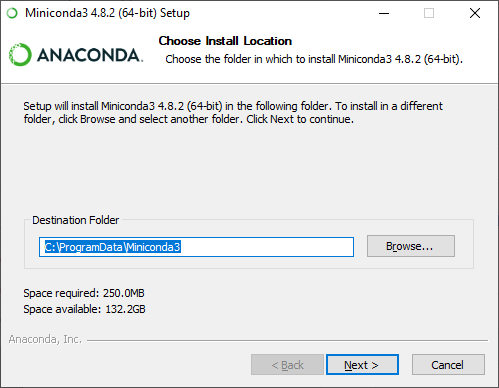 Miniconda3 4.8.2 (64-bit) Setup
ANACONDA.
Choose Install Location
Choose the folder in which to install Miniconda3 4.8.2 (64-bit).
Setup will install Miniconda3 4.8.2 (64-bit) in the following folder. To install in a different
folder, click Browse and select another folder. Click Next to continue.
Destination Folder
C:\ProgramData\Miniconda3
Browse...
Space required: 250.0MB
Space available: 132.2GB
Anaconda, Inc.
< Back
Next >
Cancel